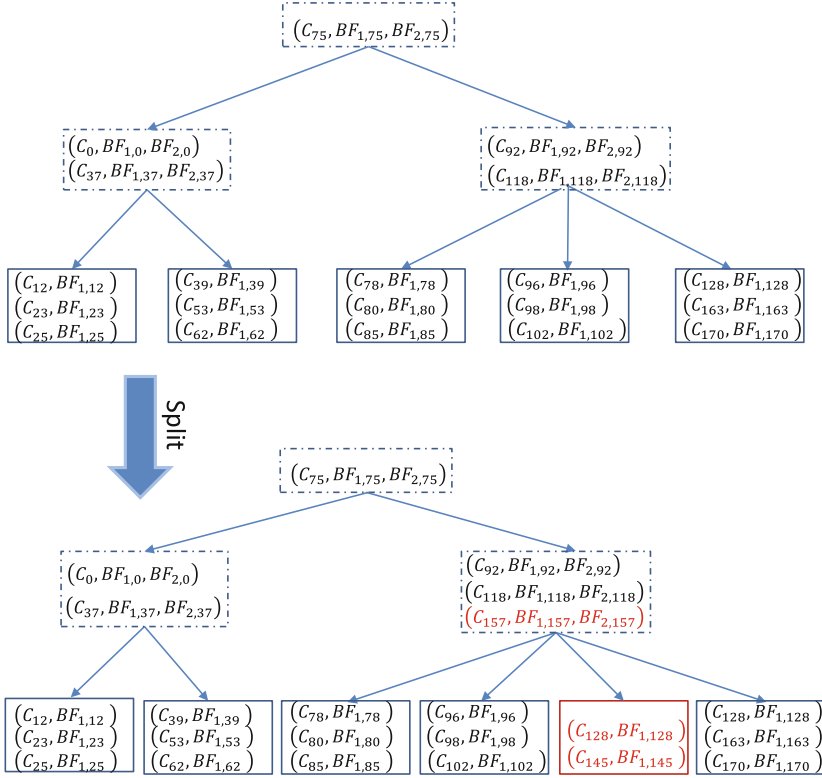 (C₇₅, BF₁,₇₅, BF₂,₇₅)
(C₀, BF₁,₀, BF₂,₀)
(C₃₇, BF₁,₃₇, BF₂,₃₇)
(C₉₂, BF₁,₉₂, BF₂,₉₂)
(C₁₁₈, BF₁,₁₁₈, BF₂,₁₁₈)
(C₁₂, BF₁,₁₂)
(C₂₃, BF₁,₂₃)
(C₂₅, BF₁,₂₅)
(C₃₉, BF₁,₃₉)
(C₅₃, BF₁,₅₃)
(C₆₂, BF₁,₆₂)
(C₇₈, BF₁,₇₈)
(C₈₀, BF₁,₈₀)
(C₈₅, BF₁,₈₅)
(C₉₆, BF₁,₉₆)
(C₉₈, BF₁,₉₈)
(C₁₀₂, BF₁,₁₀₂)
(C₁₂₈, BF₁,₁₂₈)
(C₁₆₃, BF₁,₁₆₃)
(C₁₇₀, BF₁,₁₇₀)
Split
(C₇₅, BF₁,₇₅, BF₂,₇₅)
(C₀, BF₁,₀, BF₂,₀)
(C₃₇, BF₁,₃₇, BF₂,₃₇)
(C₉₂, BF₁,₉₂, BF₂,₉₂)
(C₁₁₈, BF₁,₁₁₈, BF₂,₁₁₈)
(C₁₅₇, BF₁,₁₅₇, BF₂,₁₅₇)
(C₁₂, BF₁,₁₂)
(C₂₃, BF₁,₂₃)
(C₂₅, BF₁,₂₅)
(C₃₉, BF₁,₃₉)
(C₅₃, BF₁,₅₃)
(C₆₂, BF₁,₆₂)
(C₇₈, BF₁,₇₈)
(C₈₀, BF₁,₈₀)
(C₈₅, BF₁,₈₅)
(C₉₆, BF₁,₉₆)
(C₉₈, BF₁,₉₈)
(C₁₀₂, BF₁,₁₀₂)
(C₁₂₈, BF₁,₁₂₈)
(C₁₄₅, BF₁,₁₄₅)
(C₁₂₈, BF₁,₁₂₈)
(C₁₆₃, BF₁,₁₆₃)
(C₁₇₀, BF₁,₁₇₀)